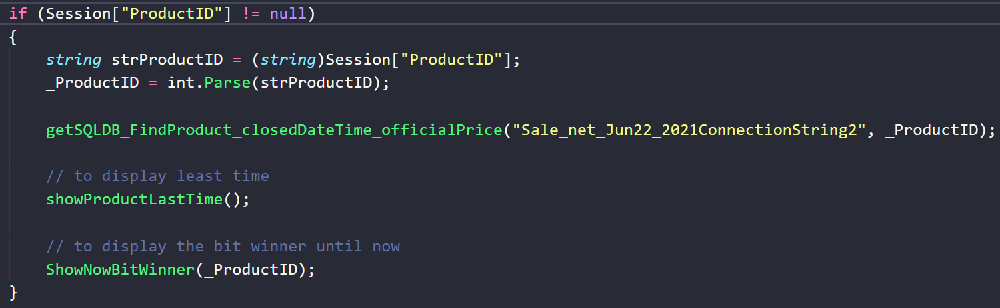 if (Session["ProductID"] != null)
{
    string strProductID = (string)Session["ProductID"];
    _ProductID = int.Parse(strProductID);
    getSQLDB_FindProduct_closedDateTime_officialPrice("Sale_net_Jun22_2021ConnectionString2", _ProductID);
    // to display least time
    showProductLastTime();
    // to display the bit winner until now
    ShowNowBitWinner(_ProductID);
}